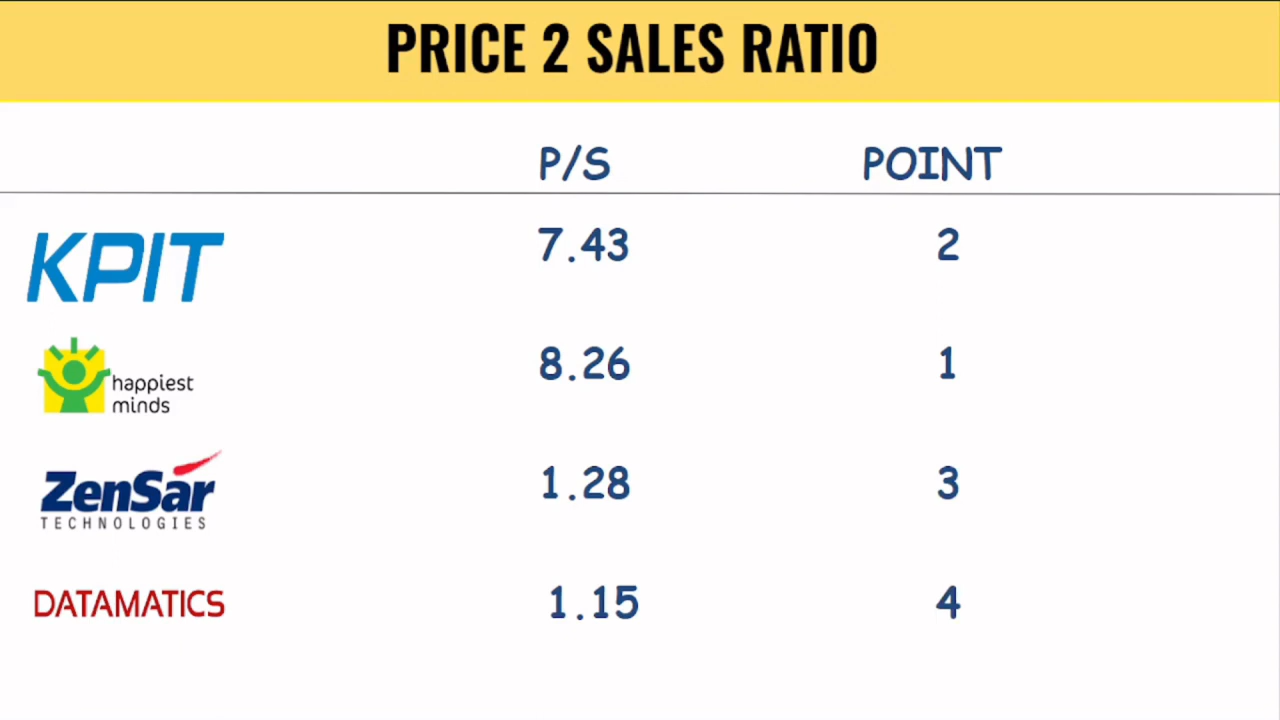 PRICE 2 SALES RATIO
P/S POINT
KPIT 7.43 2
happiest
minds 8.26 1
ZenSar
TECHNOLOGIES 1.28 3
DATAMATICS 1.15 4